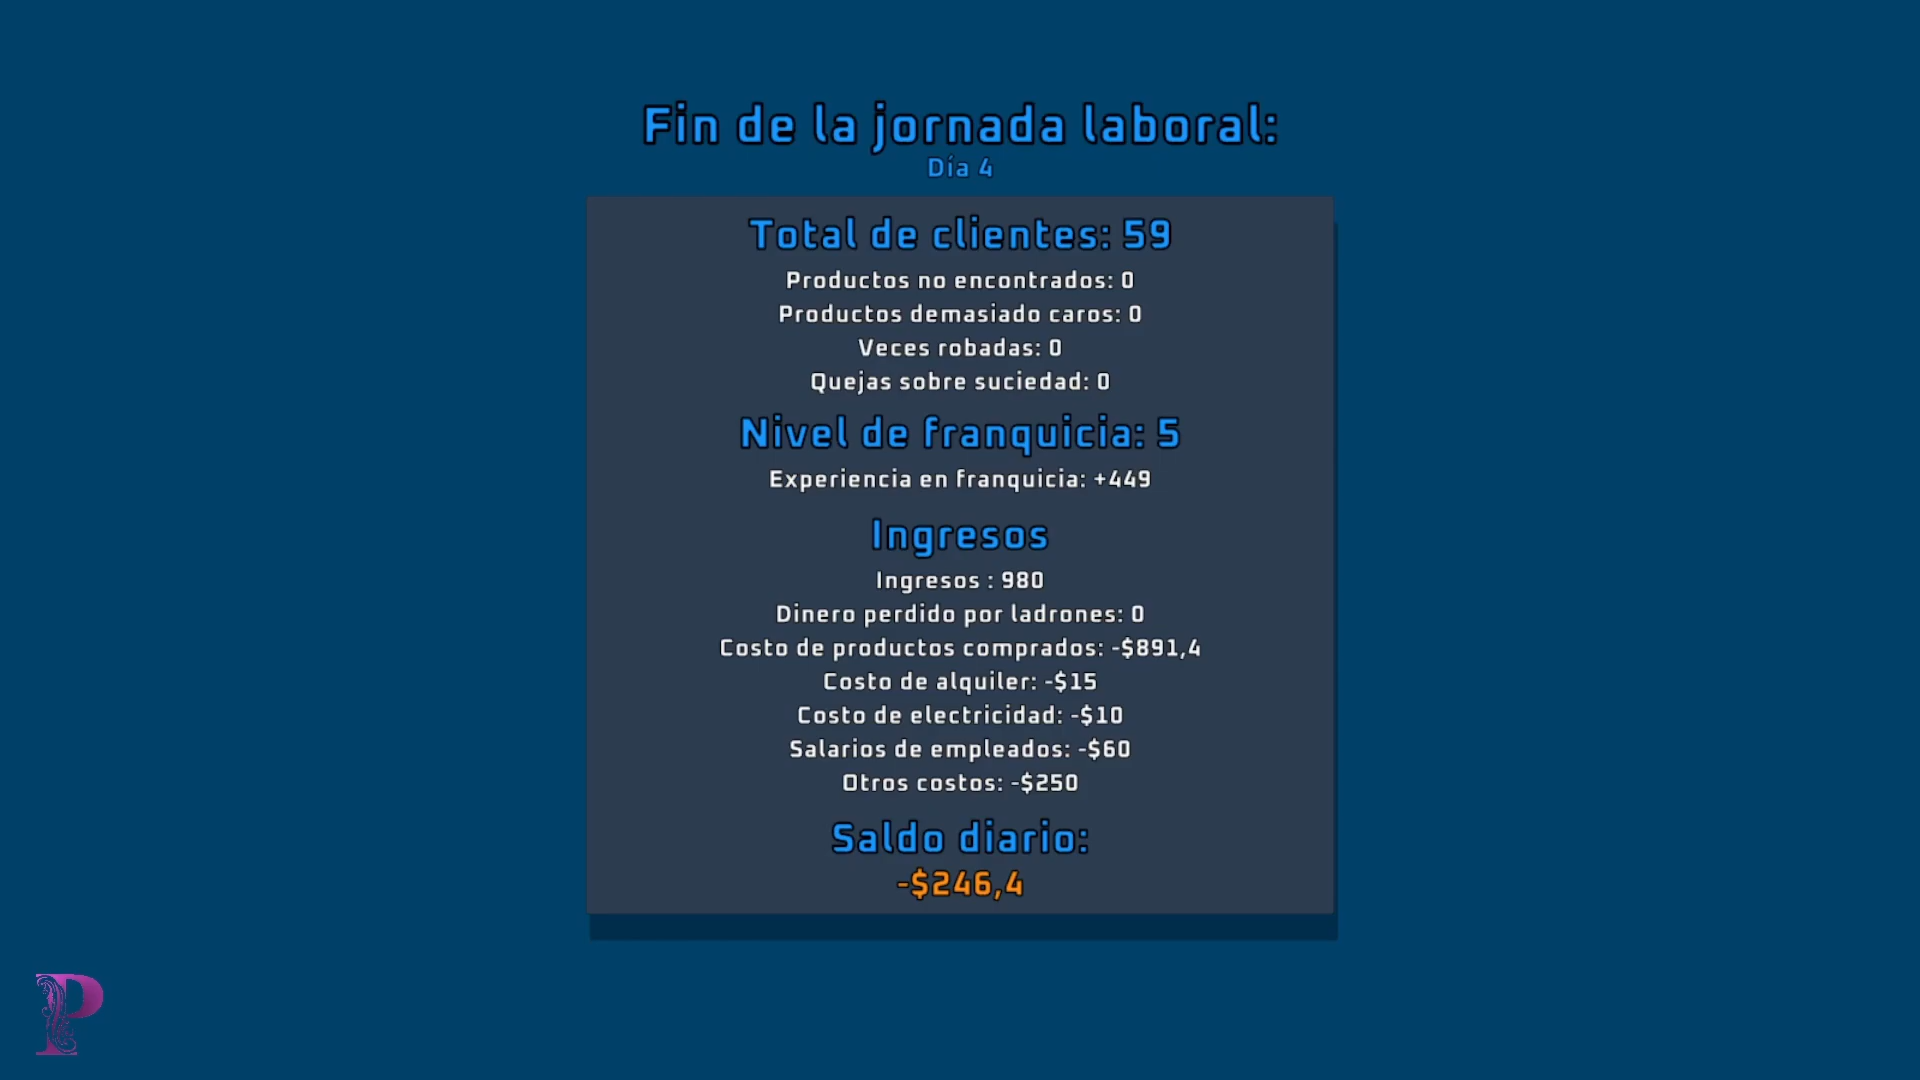 Fin de la jornada laboral:
Día 4
Total de clientes: 59
Productos no encontrados: 0
Productos demasiado caros: 0
Veces robadas: 0
Quejas sobre suciedad: 0
Nivel de franquicia: 5
Experiencia en franquicia: +449
Ingresos
Ingresos : 980
Dinero perdido por ladrones: 0
Costo de productos comprados: -$891,4
Costo de alquiler: -$15
Costo de electricidad: -$10
Salarios de empleados: -$60
Otros costos: -$250
Saldo diario:
-$246,4
P